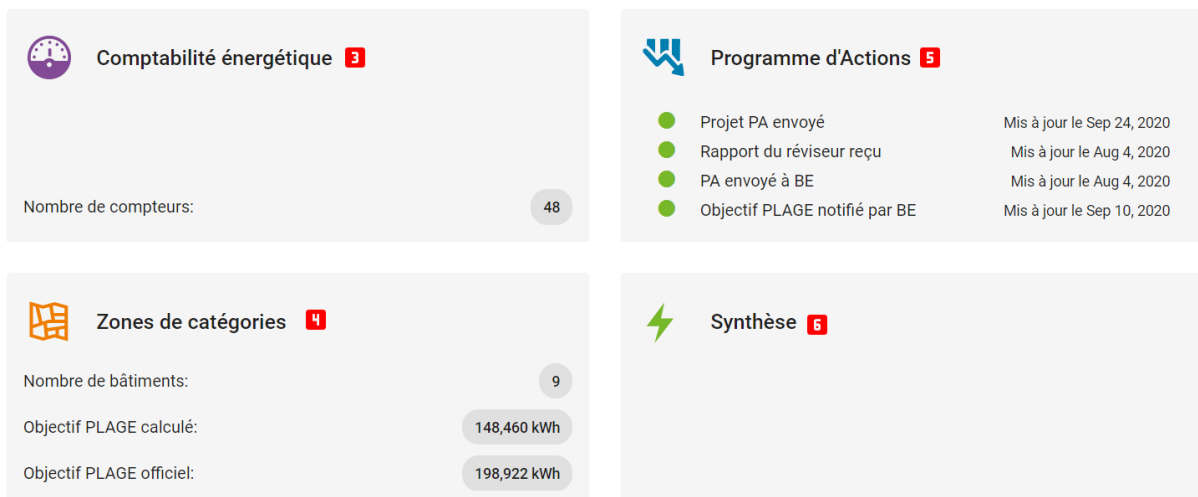 Comptabilité énergétique 3
Nombre de compteurs: 48
Programme d'Actions 5
Projet PA envoyé Mis à jour le Sep 24, 2020
Rapport du réviseur reçu Mis à jour le Aug 4, 2020
PA envoyé à BE Mis à jour le Aug 4, 2020
Objectif PLAGE notifié par BE Mis à jour le Sep 10, 2020
Zones de catégories 4
Nombre de bâtiments: 9
Objectif PLAGE calculé: 148,460 kWh
Objectif PLAGE officiel: 198,922 kWh
Synthèse 6